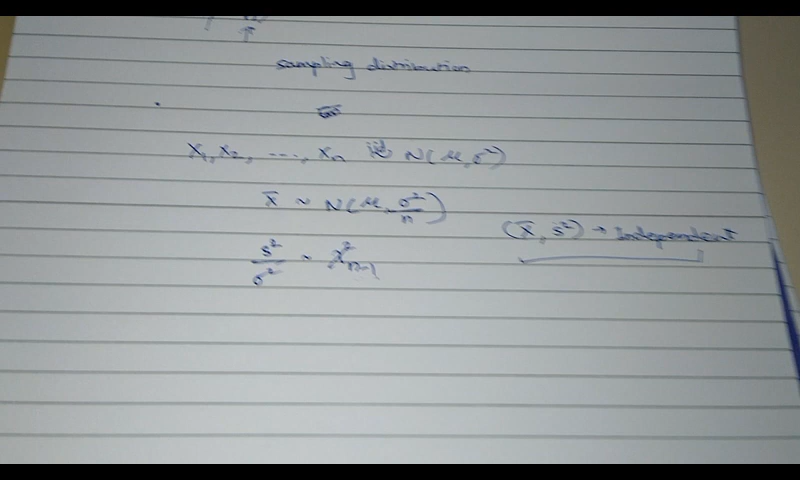 π
sampling distribution
X₁, X₂, ...., Xₙ iid N(μ, σ²)
X̄ ~ N(μ, σ²/n)
(X̄, s²) → Independent
s²/σ² ~ χ²ₙ₋₁